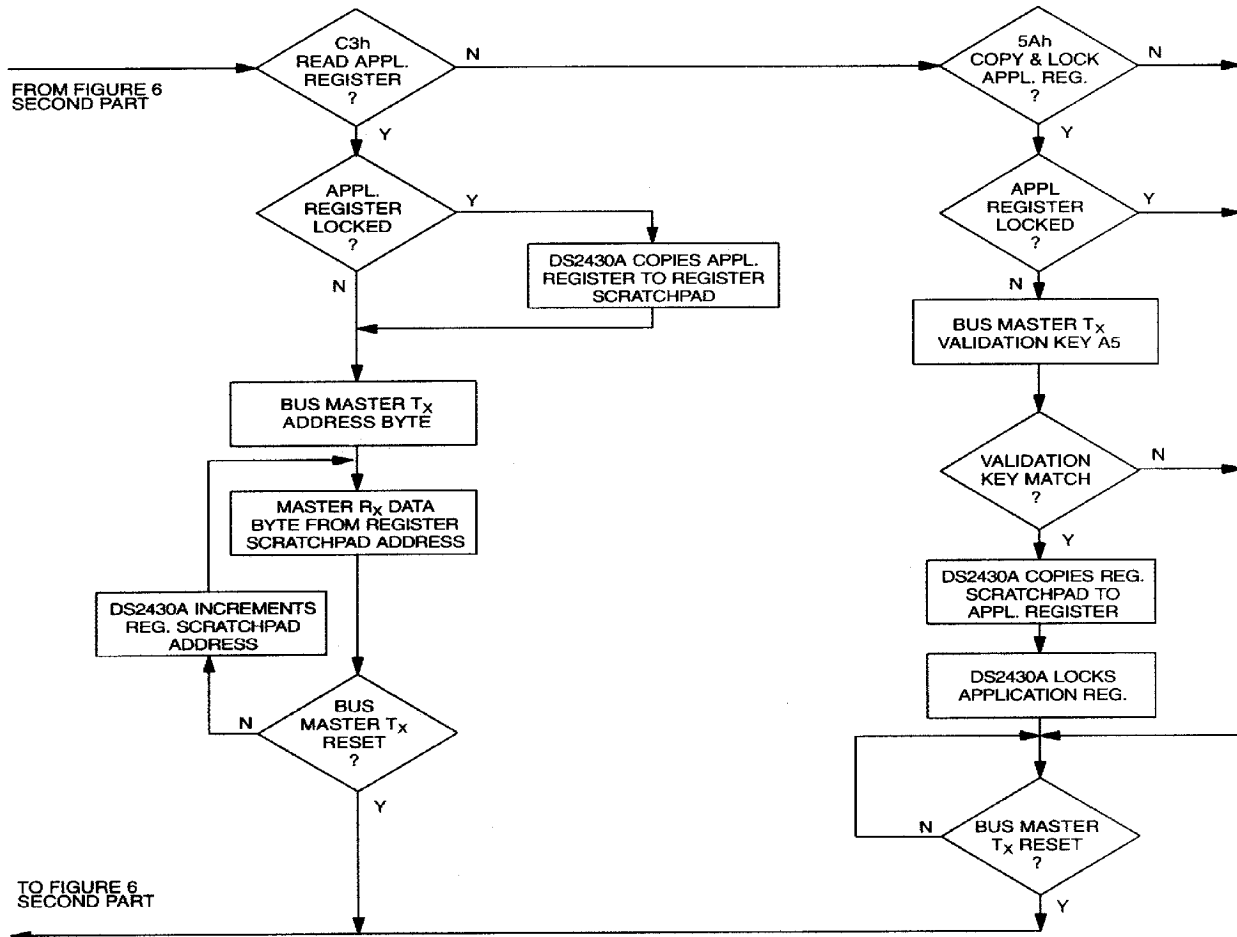 C3h
READ APPL.
REGISTER
?
N
Y
FROM FIGURE 6
SECOND PART
APPL.
REGISTER
LOCKED
?
Y
N
DS2430A COPIES APPL.
REGISTER TO REGISTER
SCRATCHPAD
BUS MASTER TX
ADDRESS BYTE
MASTER RX DATA
BYTE FROM REGISTER
SCRATCHPAD ADDRESS
DS2430A INCREMENTS
REG. SCRATCHPAD
ADDRESS
BUS
MASTER TX
RESET
?
N
Y
5Ah
COPY & LOCK
APPL. REG.
?
N
Y
APPL
REGISTER
LOCKED
?
Y
N
BUS MASTER TX
VALIDATION KEY A5
VALIDATION
KEY MATCH
?
N
Y
DS2430A COPIES REG.
SCRATCHPAD TO
APPL. REGISTER
DS2430A LOCKS
APPLICATION REG.
BUS MASTER
TX RESET
?
N
Y
TO FIGURE 6
SECOND PART